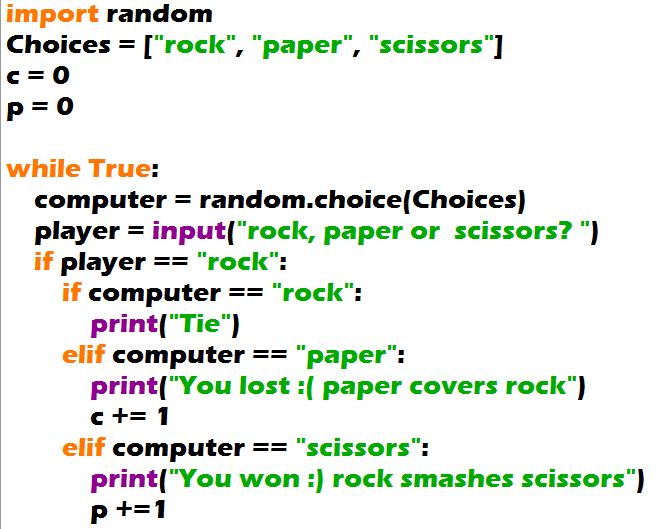 import random
Choices = ["rock", "paper", "scissors"]
c = 0
p = 0
while True:
computer = random.choice(Choices)
player = input("rock, paper or  scissors? ")
if player == "rock":
if computer == "rock":
print("Tie")
elif computer == "paper":
print("You lost :( paper covers rock")
c += 1
elif computer == "scissors":
print("You won :) rock smashes scissors")
p +=1